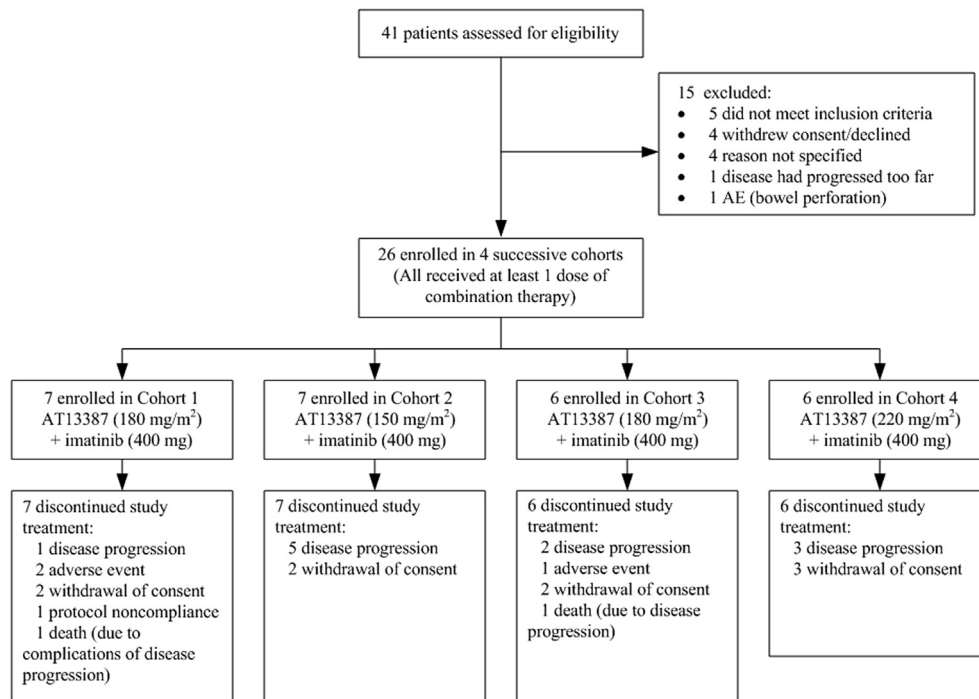 41 patients assessed for eligibility
15 excluded:
• 5 did not meet inclusion criteria
• 4 withdrew consent/declined
• 4 reason not specified
• 1 disease had progressed too far
• 1 AE (bowel perforation)
26 enrolled in 4 successive cohorts
(All received at least 1 dose of
combination therapy)
7 enrolled in Cohort 1
AT13387 (180 mg/m²)
+ imatinib (400 mg)
7 enrolled in Cohort 2
AT13387 (150 mg/m²)
+ imatinib (400 mg)
6 enrolled in Cohort 3
AT13387 (180 mg/m²)
+ imatinib (400 mg)
6 enrolled in Cohort 4
AT13387 (220 mg/m²)
+ imatinib (400 mg)
7 discontinued study
treatment:
1 disease progression
2 adverse event
2 withdrawal of consent
1 protocol noncompliance
1 death (due to
complications of disease
progression)
7 discontinued study
treatment:
5 disease progression
2 withdrawal of consent
6 discontinued study
treatment:
2 disease progression
1 adverse event
2 withdrawal of consent
1 death (due to disease
progression)
6 discontinued study
treatment:
3 disease progression
3 withdrawal of consent